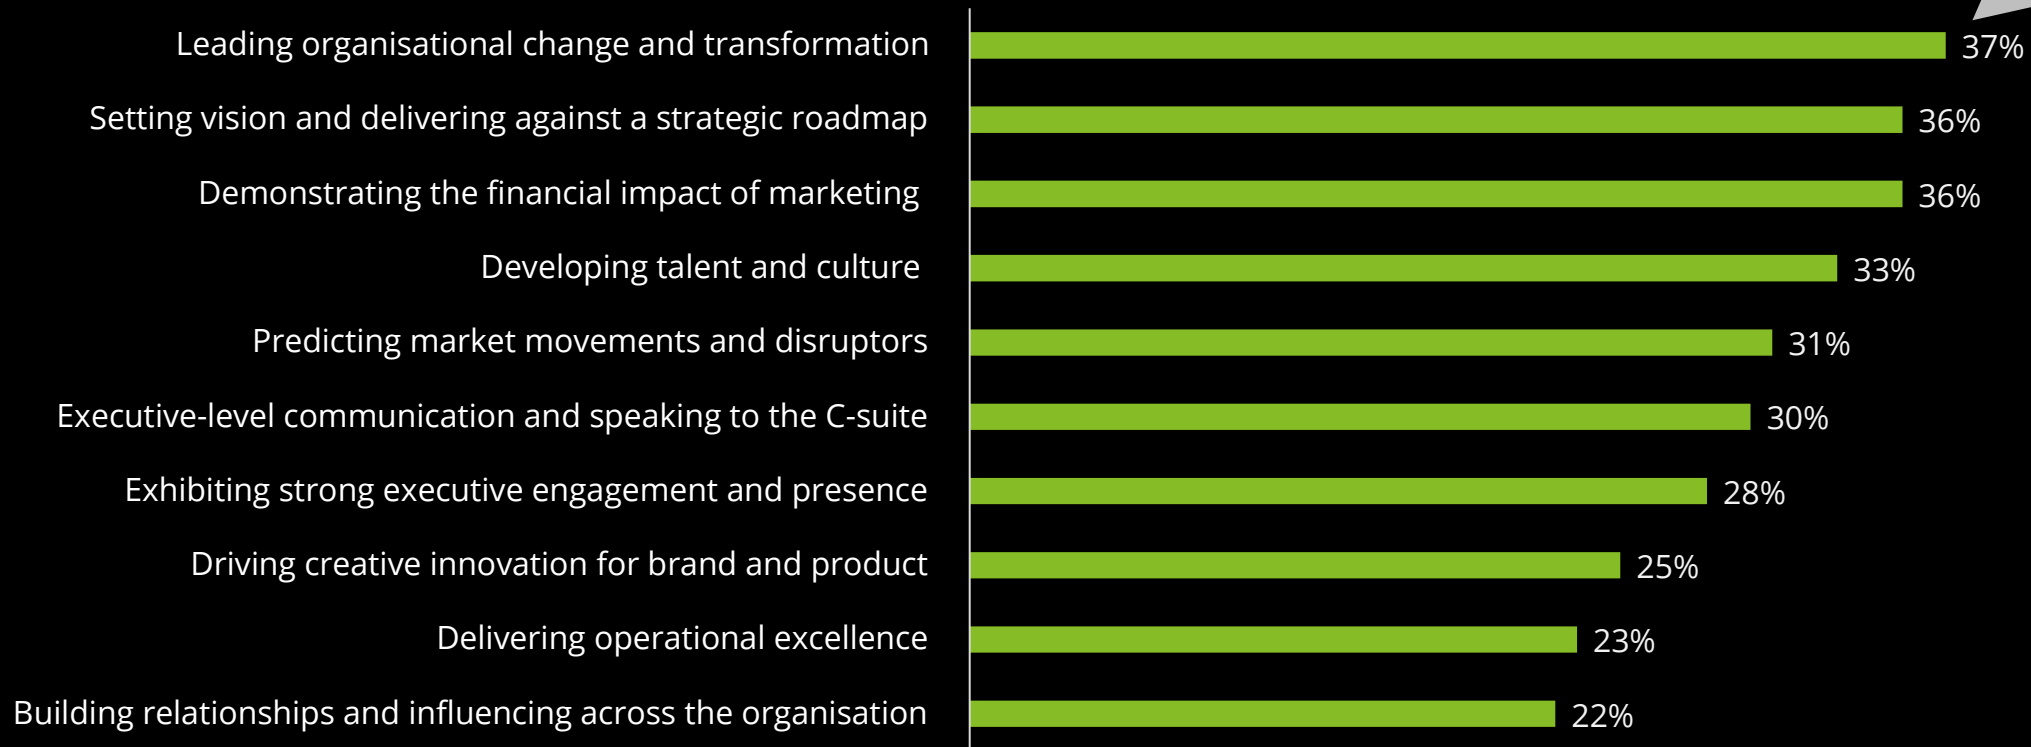 Leading organisational change and transformation 37%
Setting vision and delivering against a strategic roadmap 36%
Demonstrating the financial impact of marketing 36%
Developing talent and culture 33%
Predicting market movements and disruptors 31%
Executive-level communication and speaking to the C-suite 30%
Exhibiting strong executive engagement and presence 28%
Driving creative innovation for brand and product 25%
Delivering operational excellence 23%
Building relationships and influencing across the organisation 22%